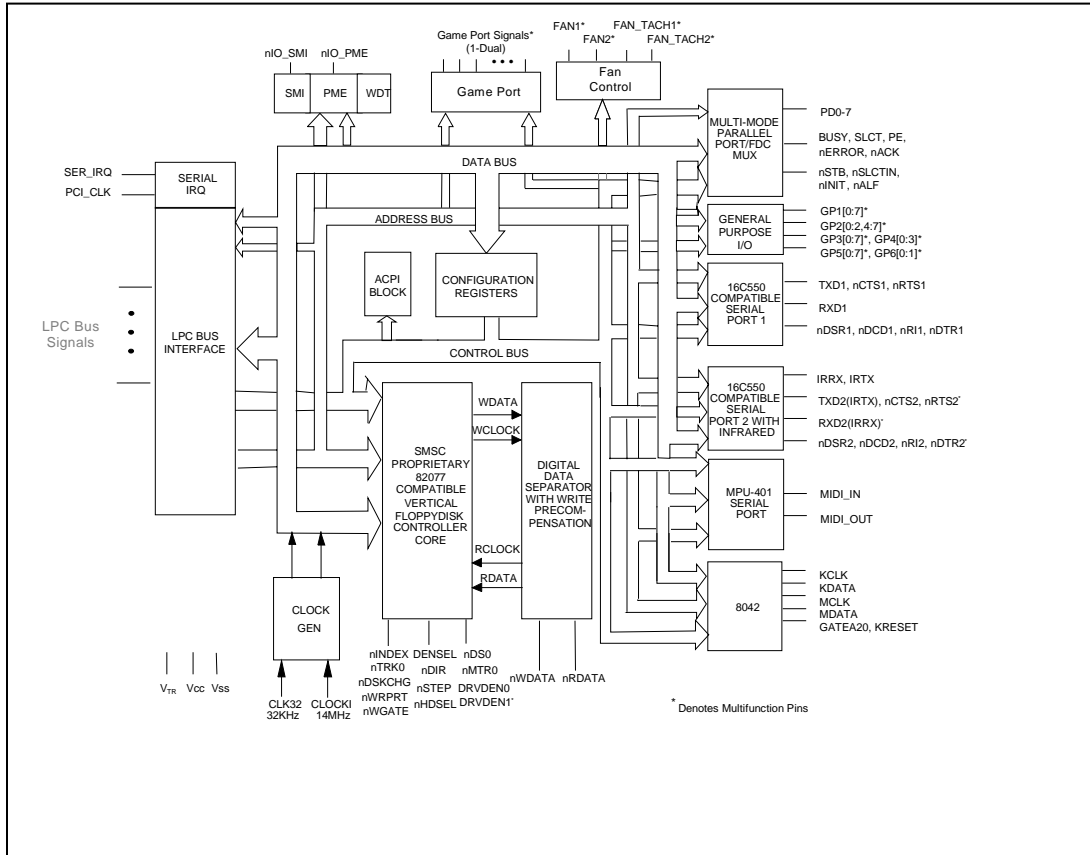 FAN1*
FAN_TACH1*
FAN2*
FAN_TACH2*
Game Port Signals*
(1-Dual)
nIO_SMI
nIO_PME
SMI
PME
WDT
Game Port
Fan
Control
MULTI-MODE
PARALLEL
PORT/FDC
MUX
PD0-7
BUSY, SLCT, PE,
nERROR, nACK
nSTB, nSLCTIN,
nINIT, nALF
DATA BUS
SER_IRQ
PCI_CLK
SERIAL
IRQ
ADDRESS BUS
GENERAL
PURPOSE
I/O
GP1[0:7]*
GP2[0:2,4:7]*
GP3[0:7]*, GP4[0:3]*
GP5[0:7]*, GP6[0:1]*
ACPI
BLOCK
CONFIGURATION
REGISTERS
16C550
COMPATIBLE
SERIAL
PORT 1
TXD1, nCTS1, nRTS1
RXD1
nDSR1, nDCD1, nRI1, nDTR1
LPC Bus
Signals
LPC BUS
INTERFACE
CONTROL BUS
16C550
COMPATIBLE
SERIAL
PORT 2 WITH
INFRARED
IRRX, IRTX
TXD2(IRTX), nCTS2, nRTS2*
RXD2(IRRX)*
nDSR2, nDCD2, nRI2, nDTR2*
WDATA
WCLOCK
SMSC
PROPRIETARY
82077
COMPATIBLE
VERTICAL
FLOPPYDISK
CONTROLLER
CORE
DIGITAL
DATA
SEPARATOR
WITH WRITE
PRECOM-
PENSATION
RCLOCK
RDATA
MPU-401
SERIAL
PORT
MIDI_IN
MIDI_OUT
8042
KCLK
KDATA
MCLK
MDATA
GATEA20, KRESET
CLOCK
GEN
VTR
Vcc
Vss
CLK32
32KHz
CLOCKI
14MHz
nINDEX
nTRK0
nDSKCHG
nWRPRT
nWGATE
DENSEL
nDIR
nSTEP
nHDSEL
nDS0
nMTR0
DRVDEN0
DRVDEN1*
nWDATA
nRDATA
* Denotes Multifunction Pins